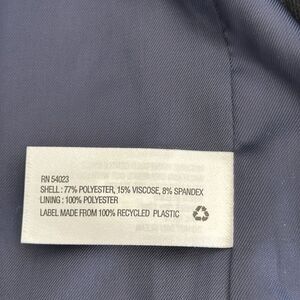 RN 54023
SHELL : 77% POLYESTER, 15% VISCOSE, 8% SPANDEX
LINING : 100% POLYESTER
LABEL MADE FROM 100% RECYCLED PLASTIC